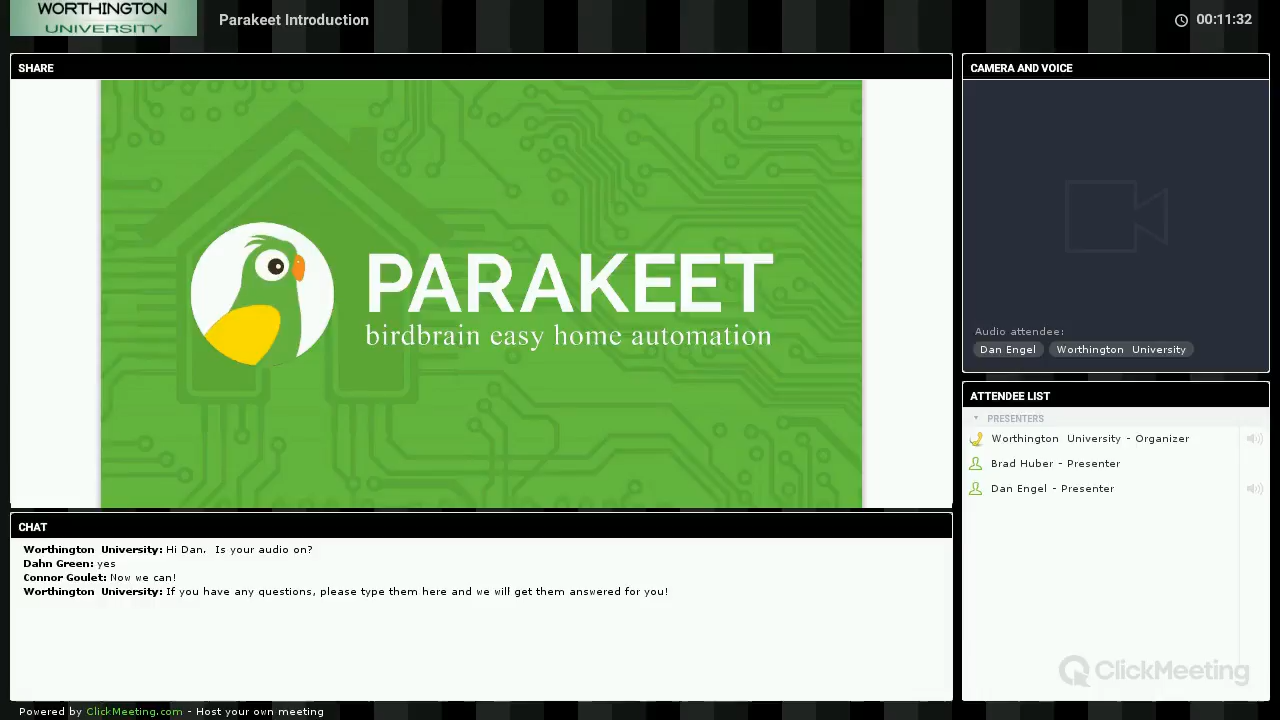 WORTHINGTON
UNIVERSITY
Parakeet Introduction
00:11:32
SHARE
PARAKEET
birdbrain easy home automation
CAMERA AND VOICE
Audio attendee:
Dan Engel Worthington University
ATTENDEE LIST
PRESENTERS
Worthington University - Organizer
Brad Huber - Presenter
Dan Engel - Presenter
CHAT
Worthington University: Hi Dan. Is your audio on?
Dahn Green: yes
Connor Goulet: Now we can!
Worthington University: If you have any questions, please type them here and we will get them answered for you!
ClickMeeting
Powered by ClickMeeting.com - Host your own meeting